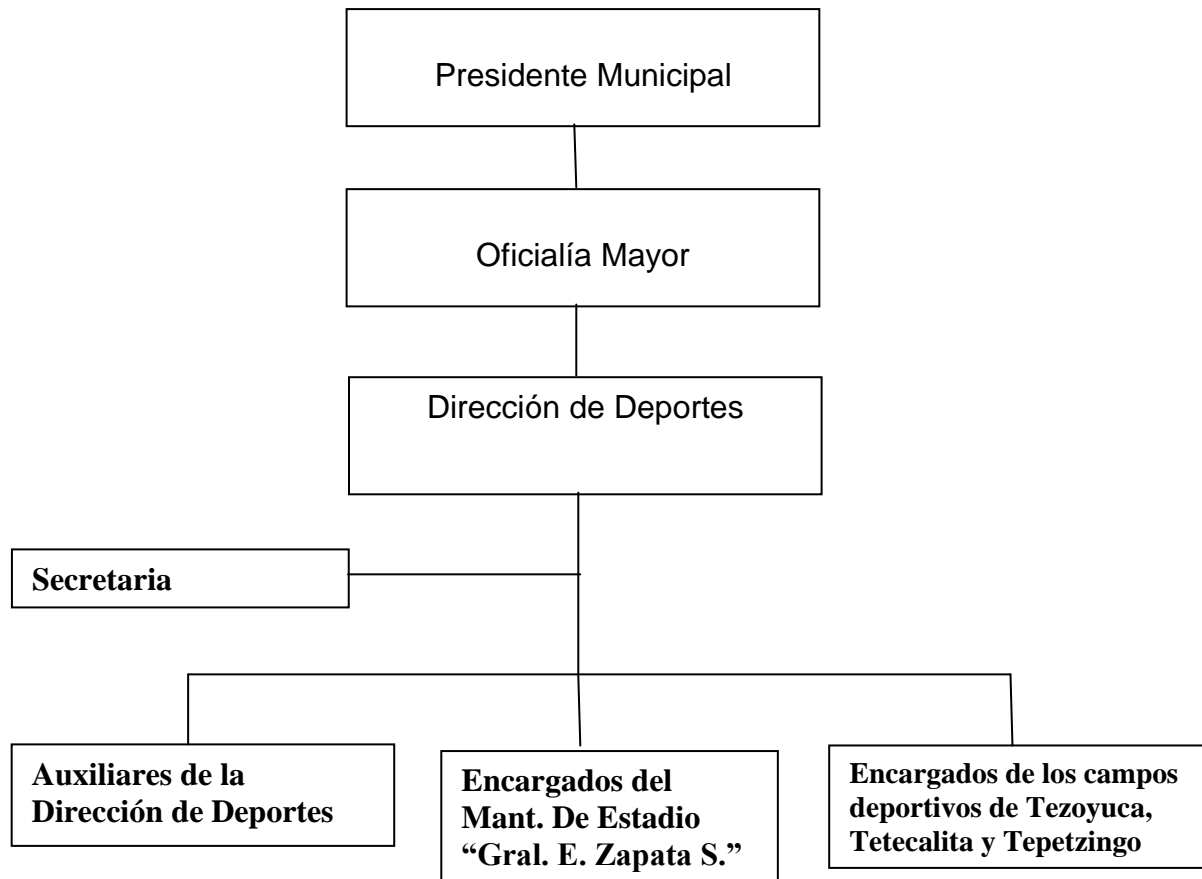 Presidente Municipal
Oficialía Mayor
Dirección de Deportes
Secretaria
Auxiliares de la
Dirección de Deportes
Encargados del
Mant. De Estadio
“Gral. E. Zapata S.”
Encargados de los campos
deportivos de Tezoyuca,
Tetecalita y Tepetzingo